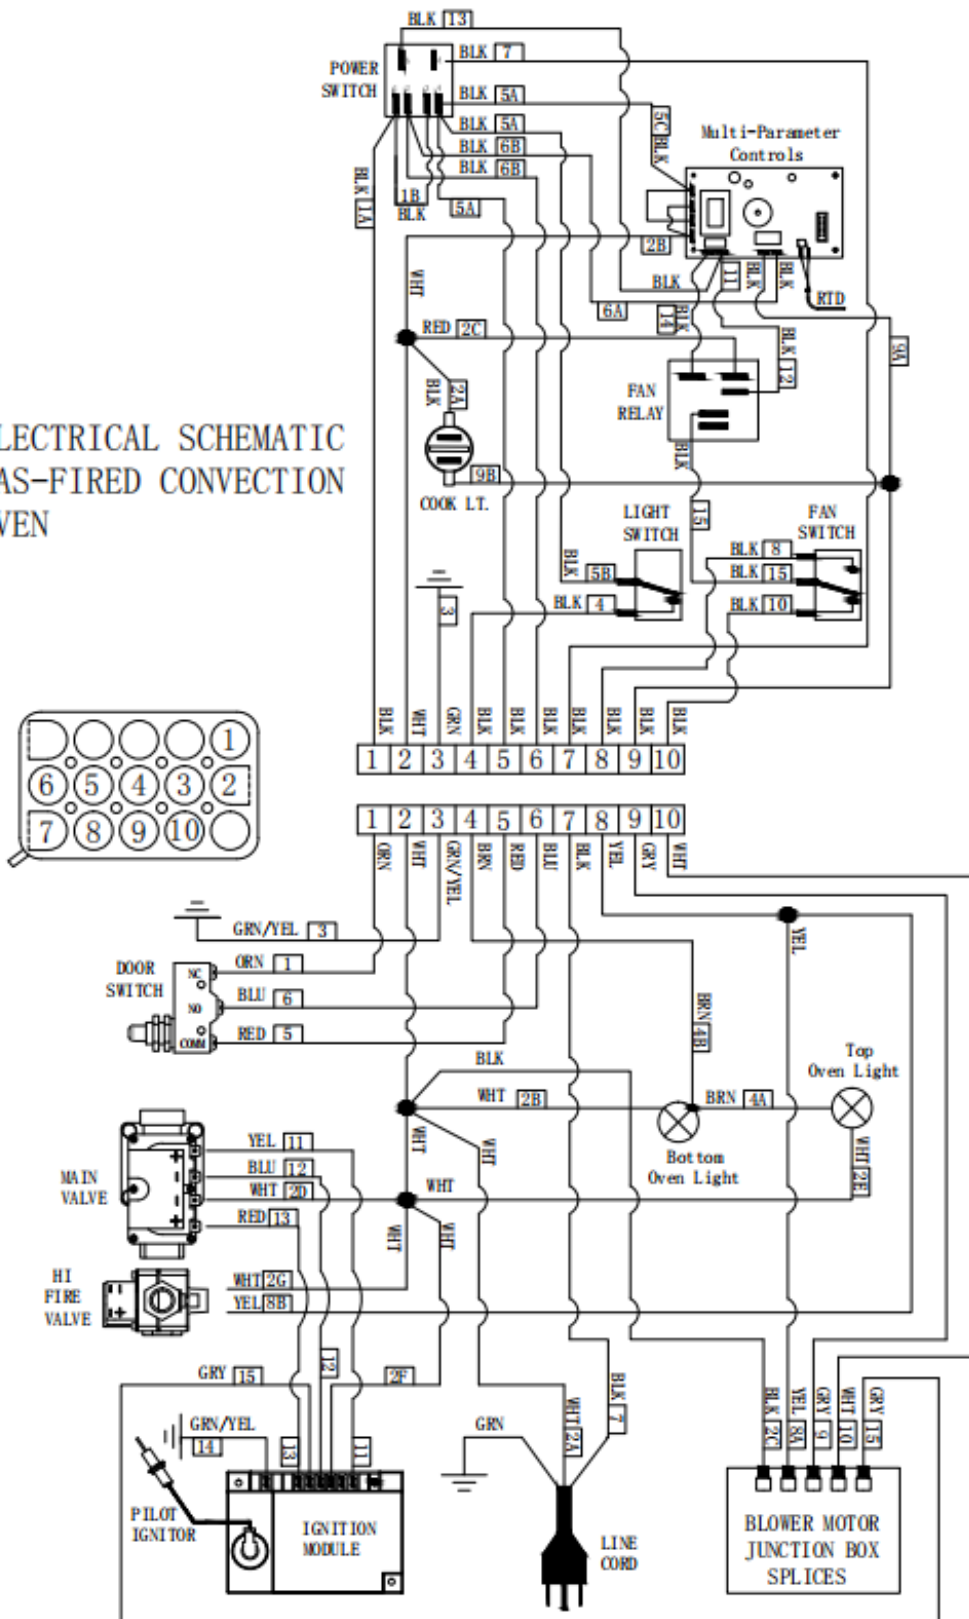 BLK 13
BLK 7
POWER
SWITCH
BLK 5A
BLK 5A
BLK 6B
BLK 6B
5C BLK
Multi-Parameter
Controls
BLK 1A
1B
BLK
5A
2B
WHT
BLK
11
BLK
BLK
RTD
6A
14
BLK
RED 2C
BLK 12
9A
FAN
RELAY
BLK
2A
BLK
9B
COOK LT.
LECTRICAL SCHEMATIC
AS-FIRED CONVECTION
VEN
15
LIGHT
SWITCH
FAN
SWITCH
BLK 8
BLK
5B
BLK 15
BLK 4
BLK 10
3
BLK WHT GRN BLK BLK BLK BLK BLK BLK BLK
1 2 3 4 5 6 7 8 9 10
1
6 5 4 3 2
7 8 9 10
1 2 3 4 5 6 7 8 9 10
ORN WHT GRN/YEL BRN RED BLU BLK YEL GRY WHT
GRN/YEL 3
YEL
DOOR
SWITCH
NC
NO
COMM
ORN 1
BLU 6
RED 5
BRN 4B
BLK
Top
Oven Light
WHT 2B
BRN 4A
Bottom
Oven Light
WHT
WHT
WHT 2E
MAIN
VALVE
YEL 11
BLU 12
WHT 2D
WHT
RED 13
WHT
WHT
HI
FIRE
VALVE
WHT 2G
YEL 8B
12
GRY 15
2F
BLK 7
GRN/YEL
14
13
11
GRN
WHT 2A
BLK 2C
YEL 8A
GRY 9
WHT 10
GRY 15
PILOT
IGNITOR
IGNITION
MODULE
LINE
CORD
BLOWER MOTOR
JUNCTION BOX
SPLICES